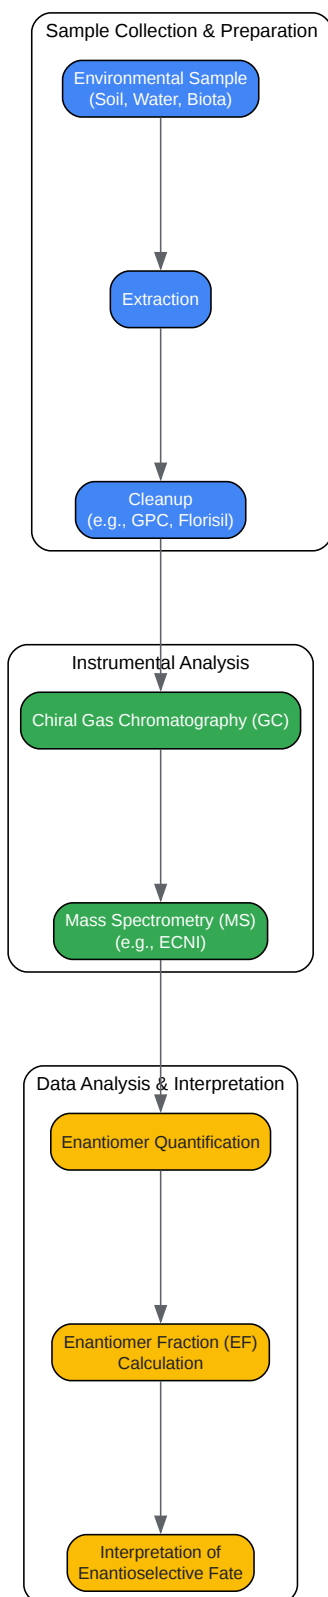 Sample Collection & Preparation
Environmental Sample
(Soil, Water, Biota)
Extraction
Cleanup
(e.g., GPC, Florisil)
Instrumental Analysis
Chiral Gas Chromatography (GC)
Mass Spectrometry (MS)
(e.g., ECNI)
Data Analysis & Interpretation
Enantiomer Quantification
Enantiomer Fraction (EF)
Calculation
Interpretation of
Enantioselective Fate